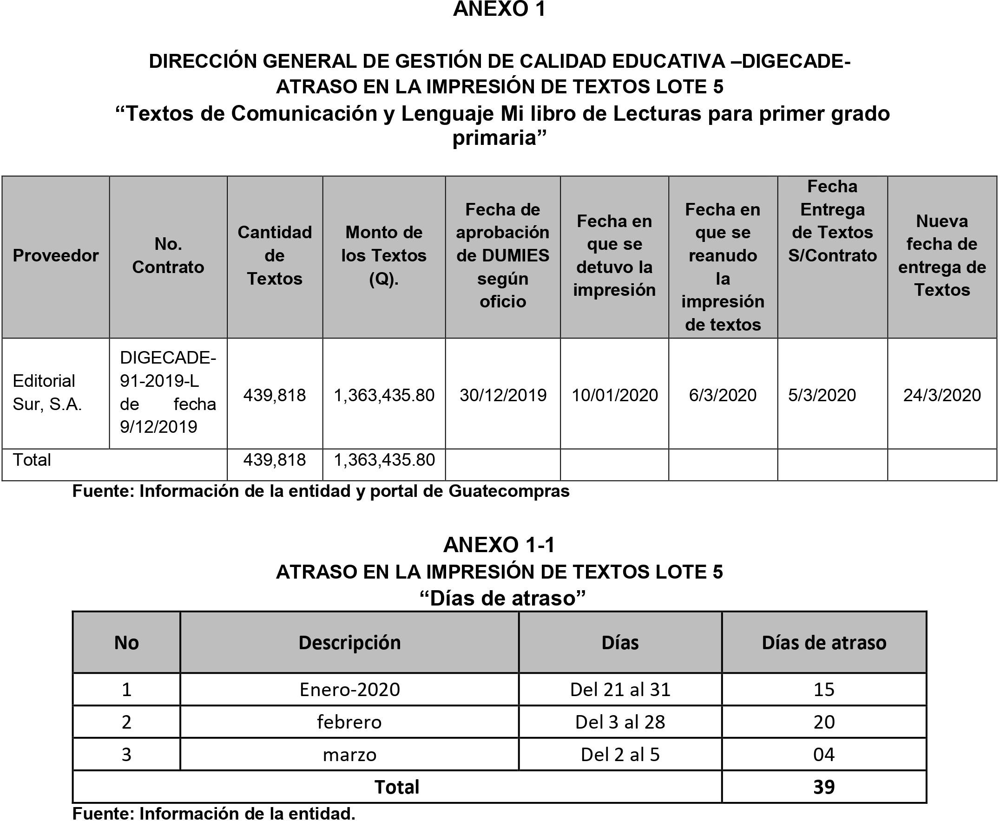 ANEXO 1
DIRECCIÓN GENERAL DE GESTIÓN DE CALIDAD EDUCATIVA –DIGECADE-
ATRASO EN LA IMPRESIÓN DE TEXTOS LOTE 5
“Textos de Comunicación y Lenguaje Mi libro de Lecturas para primer grado
primaria”
Proveedor
No.
Contrato
Cantidad
de
Textos
Monto de
los Textos
(Q).
Fecha de
aprobación
de DUMIES
según
oficio
Fecha en
que se
detuvo la
impresión
Fecha en
que se
reanudo
la
impresión
de textos
Fecha
Entrega
de Textos
S/Contrato
Nueva
fecha de
entrega de
Textos
Editorial
Sur, S.A.
DIGECADE-
91-2019-L
de fecha
9/12/2019
439,818
1,363,435.80
30/12/2019
10/01/2020
6/3/2020
5/3/2020
24/3/2020
Total
439,818
1,363,435.80
Fuente: Información de la entidad y portal de Guatecompras
ANEXO 1-1
ATRASO EN LA IMPRESIÓN DE TEXTOS LOTE 5
“Días de atraso”
No Descripción Días Días de atraso
1 Enero-2020 Del 21 al 31 15
2 febrero Del 3 al 28 20
3 marzo Del 2 al 5 04
Total 39
Fuente: Información de la entidad.